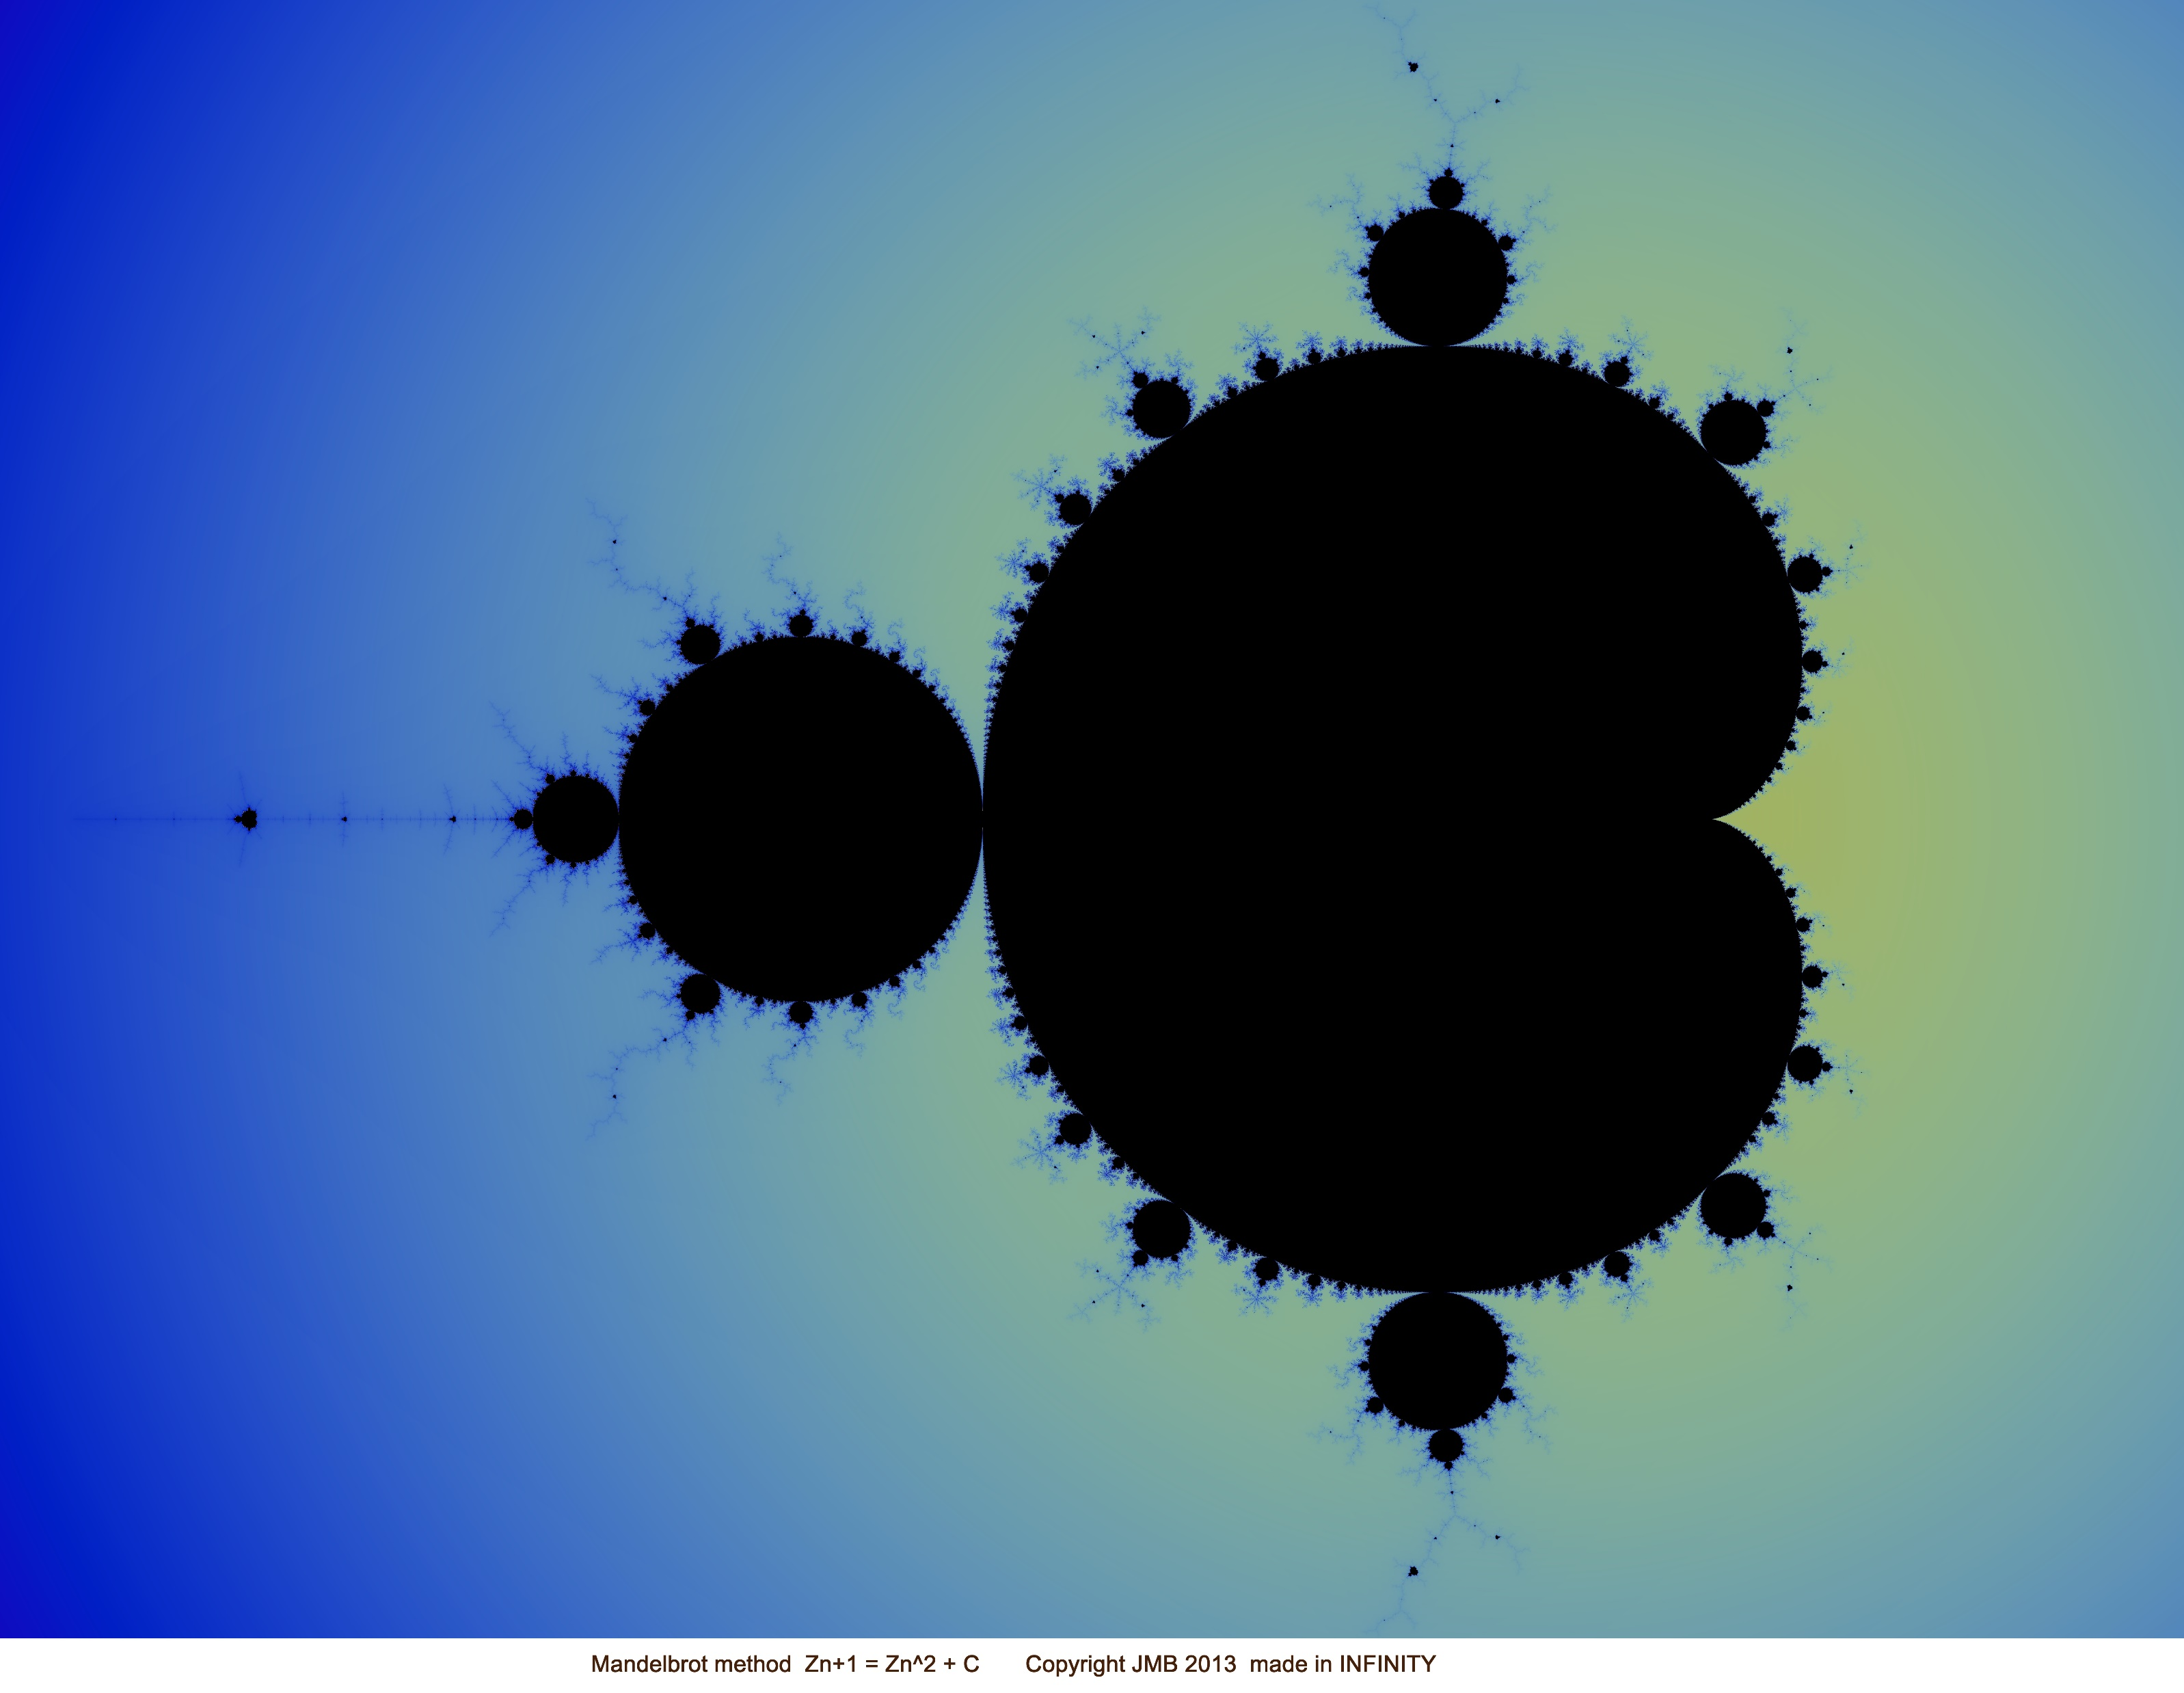 Mandelbrot method  Zn+1 = Zn^2 + C       Copyright JMB 2013  made in INFINITY